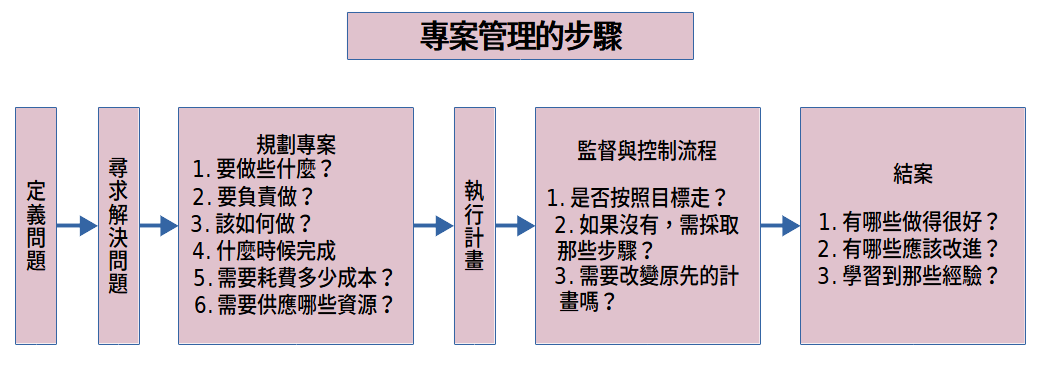 專案管理的步驟
定義問題
尋求解決問題
規劃專案
1. 要做些什麼？
2. 要負責做？
3. 該如何做？
4. 什麼時候完成
5. 需要耗費多少成本？
6. 需要供應哪些資源？
執行計畫
監督與控制流程
1. 是否按照目標走？
2. 如果沒有，需採取
那些步驟？
3. 需要改變原先的計
畫嗎？
結案
1. 有哪些做得很好？
2. 有哪些應該改進？
3. 學習到那些經驗？